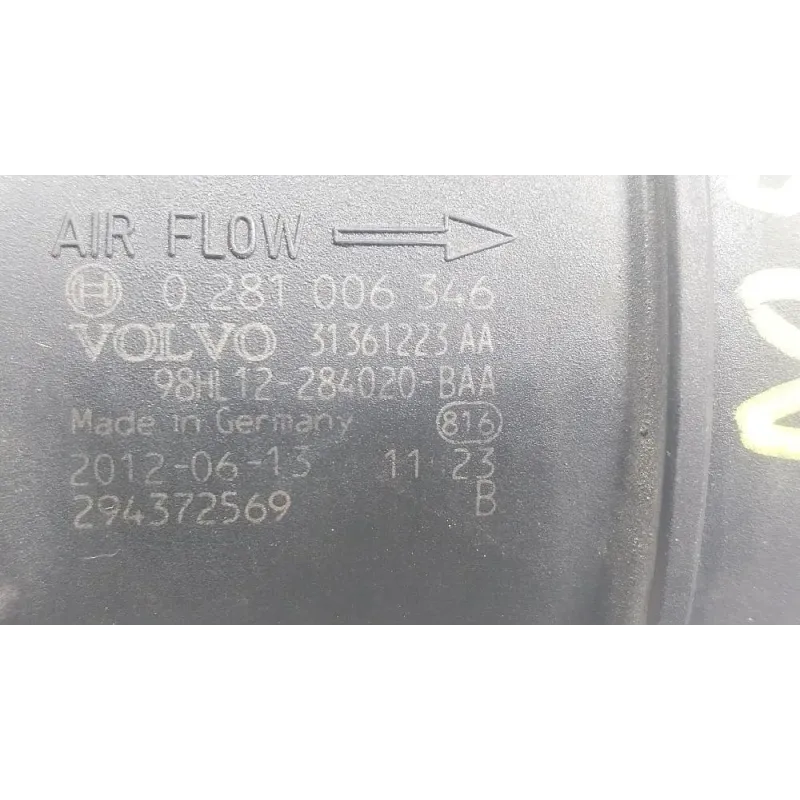 AIR FLOW
0 281 006 346
VOLVO 31361223 AA
98HL12-284020-BAA
Made in Germany 816
2012-06-13 11 23
294372569 B